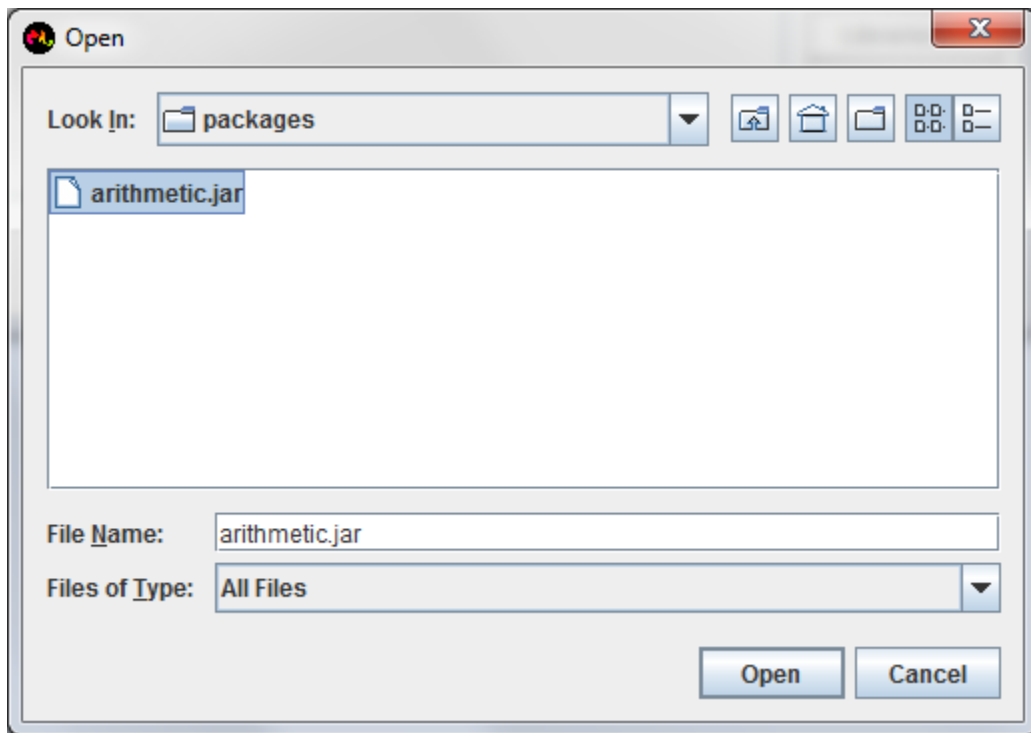 Open
Look In: packages
arithmetic.jar
File Name: arithmetic.jar
Files of Type: All Files
Open Cancel